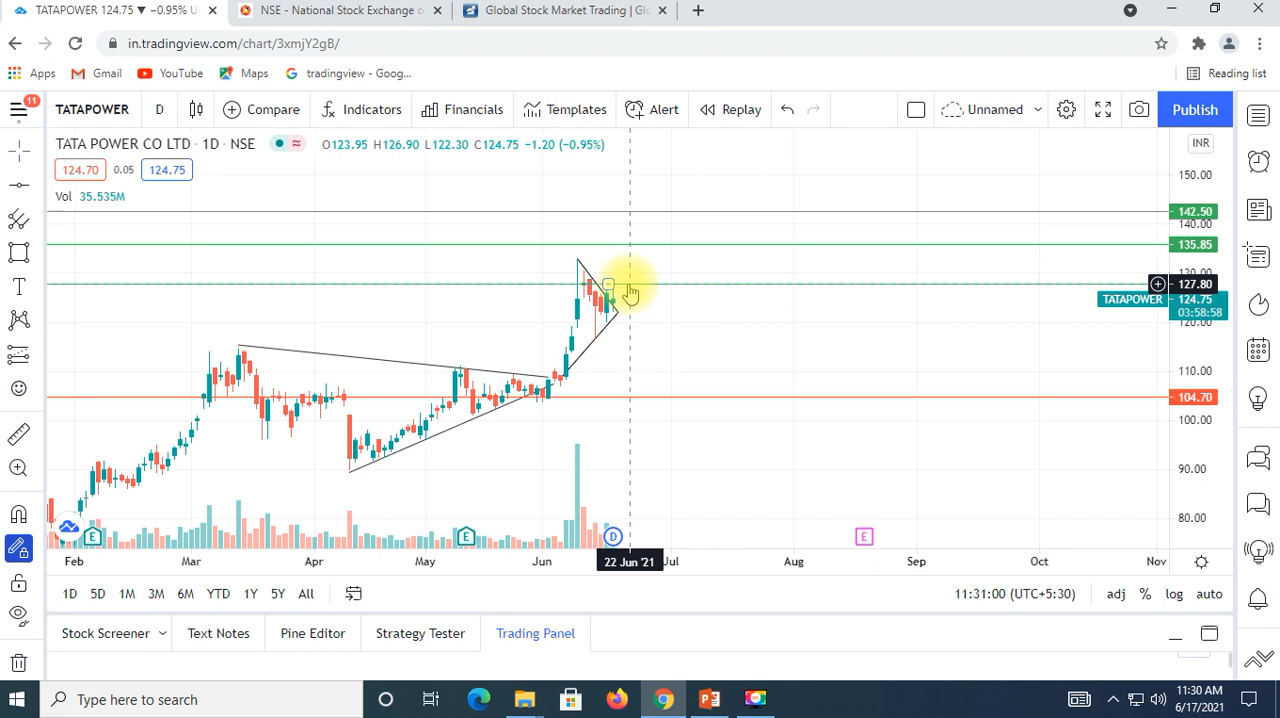 TATAPOWER 124.75 ▼ −0.95% U
NSE - National Stock Exchange o
Global Stock Market Trading | Glo
in.tradingview.com/chart/3xmjY2gB/
Apps
Gmail
YouTube
Maps
tradingview - Goog...
Reading list
11
TATAPOWER
D
Compare
Indicators
Financials
Templates
Alert
Replay
Unnamed
Publish
TATA POWER CO LTD · 1D · NSE
O123.95 H126.90 L122.30 C124.75 −1.20 (−0.95%)
INR
124.70
0.05
124.75
Vol 35.535M
150.00
142.50
140.00
135.85
130.00
127.80
TATAPOWER
124.75
03:58:58
120.00
110.00
104.70
100.00
90.00
80.00
E
E
D
E
Feb
Mar
Apr
May
Jun
22 Jun '21
Jul
Aug
Sep
Oct
Nov
1D
5D
1M
3M
6M
YTD
1Y
5Y
All
11:31:00 (UTC+5:30)
adj
%
log
auto
Stock Screener
Text Notes
Pine Editor
Strategy Tester
Trading Panel
Type here to search
11:30 AM
6/17/2021